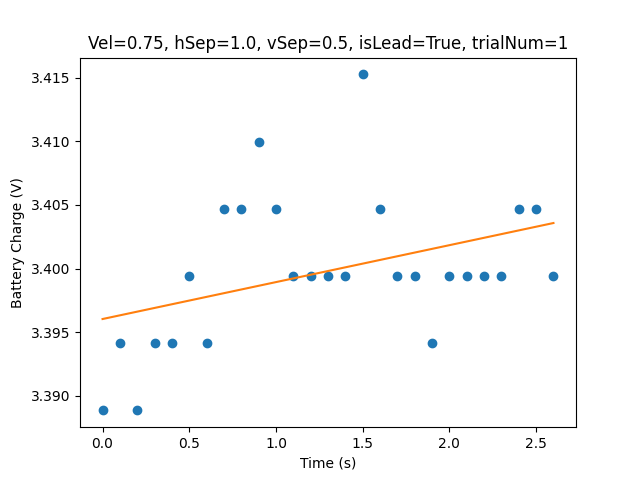 Vel=0.75, hSep=1.0, vSep=0.5, isLead=True, trialNum=1
3.415
3.410
3.405
3.400
3.395
3.390
Battery Charge (V)
0.0 0.5 1.0 1.5 2.0 2.5
Time (s)